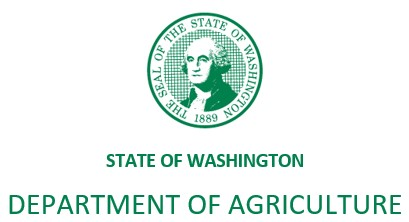 THE SEAL OF THE STATE OF WASHINGTON
1889
STATE OF WASHINGTON
DEPARTMENT OF AGRICULTURE